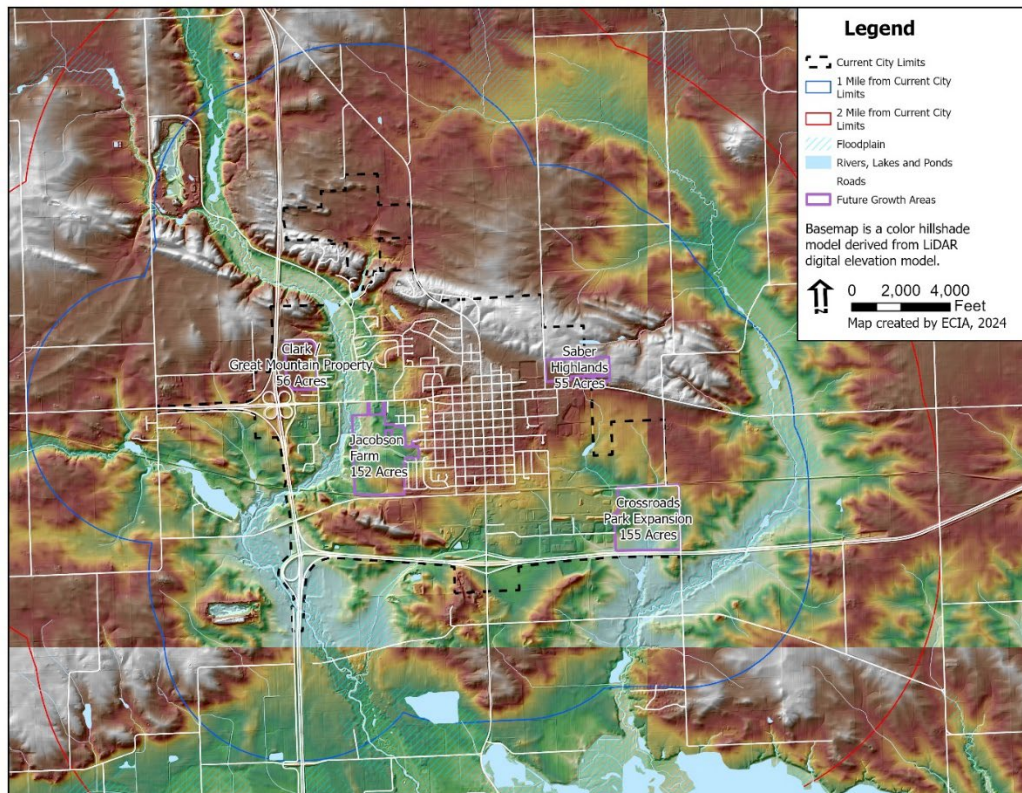 Legend
Current City Limits
1 Mile from Current City
Limits
2 Mile from Current City
Limits
Floodplain
Rivers, Lakes and Ponds
Roads
Future Growth Areas
Basemap is a color hillshade
model derived from LiDAR
digital elevation model.
N
0 2,000 4,000
Feet
Map created by ECIA, 2024
Clark /
Great Mountain Property
56 Acres
Saber
Highlands
55 Acres
Jacobson
Farm
152 Acres
Crossroads
Park Expansion
155 Acres